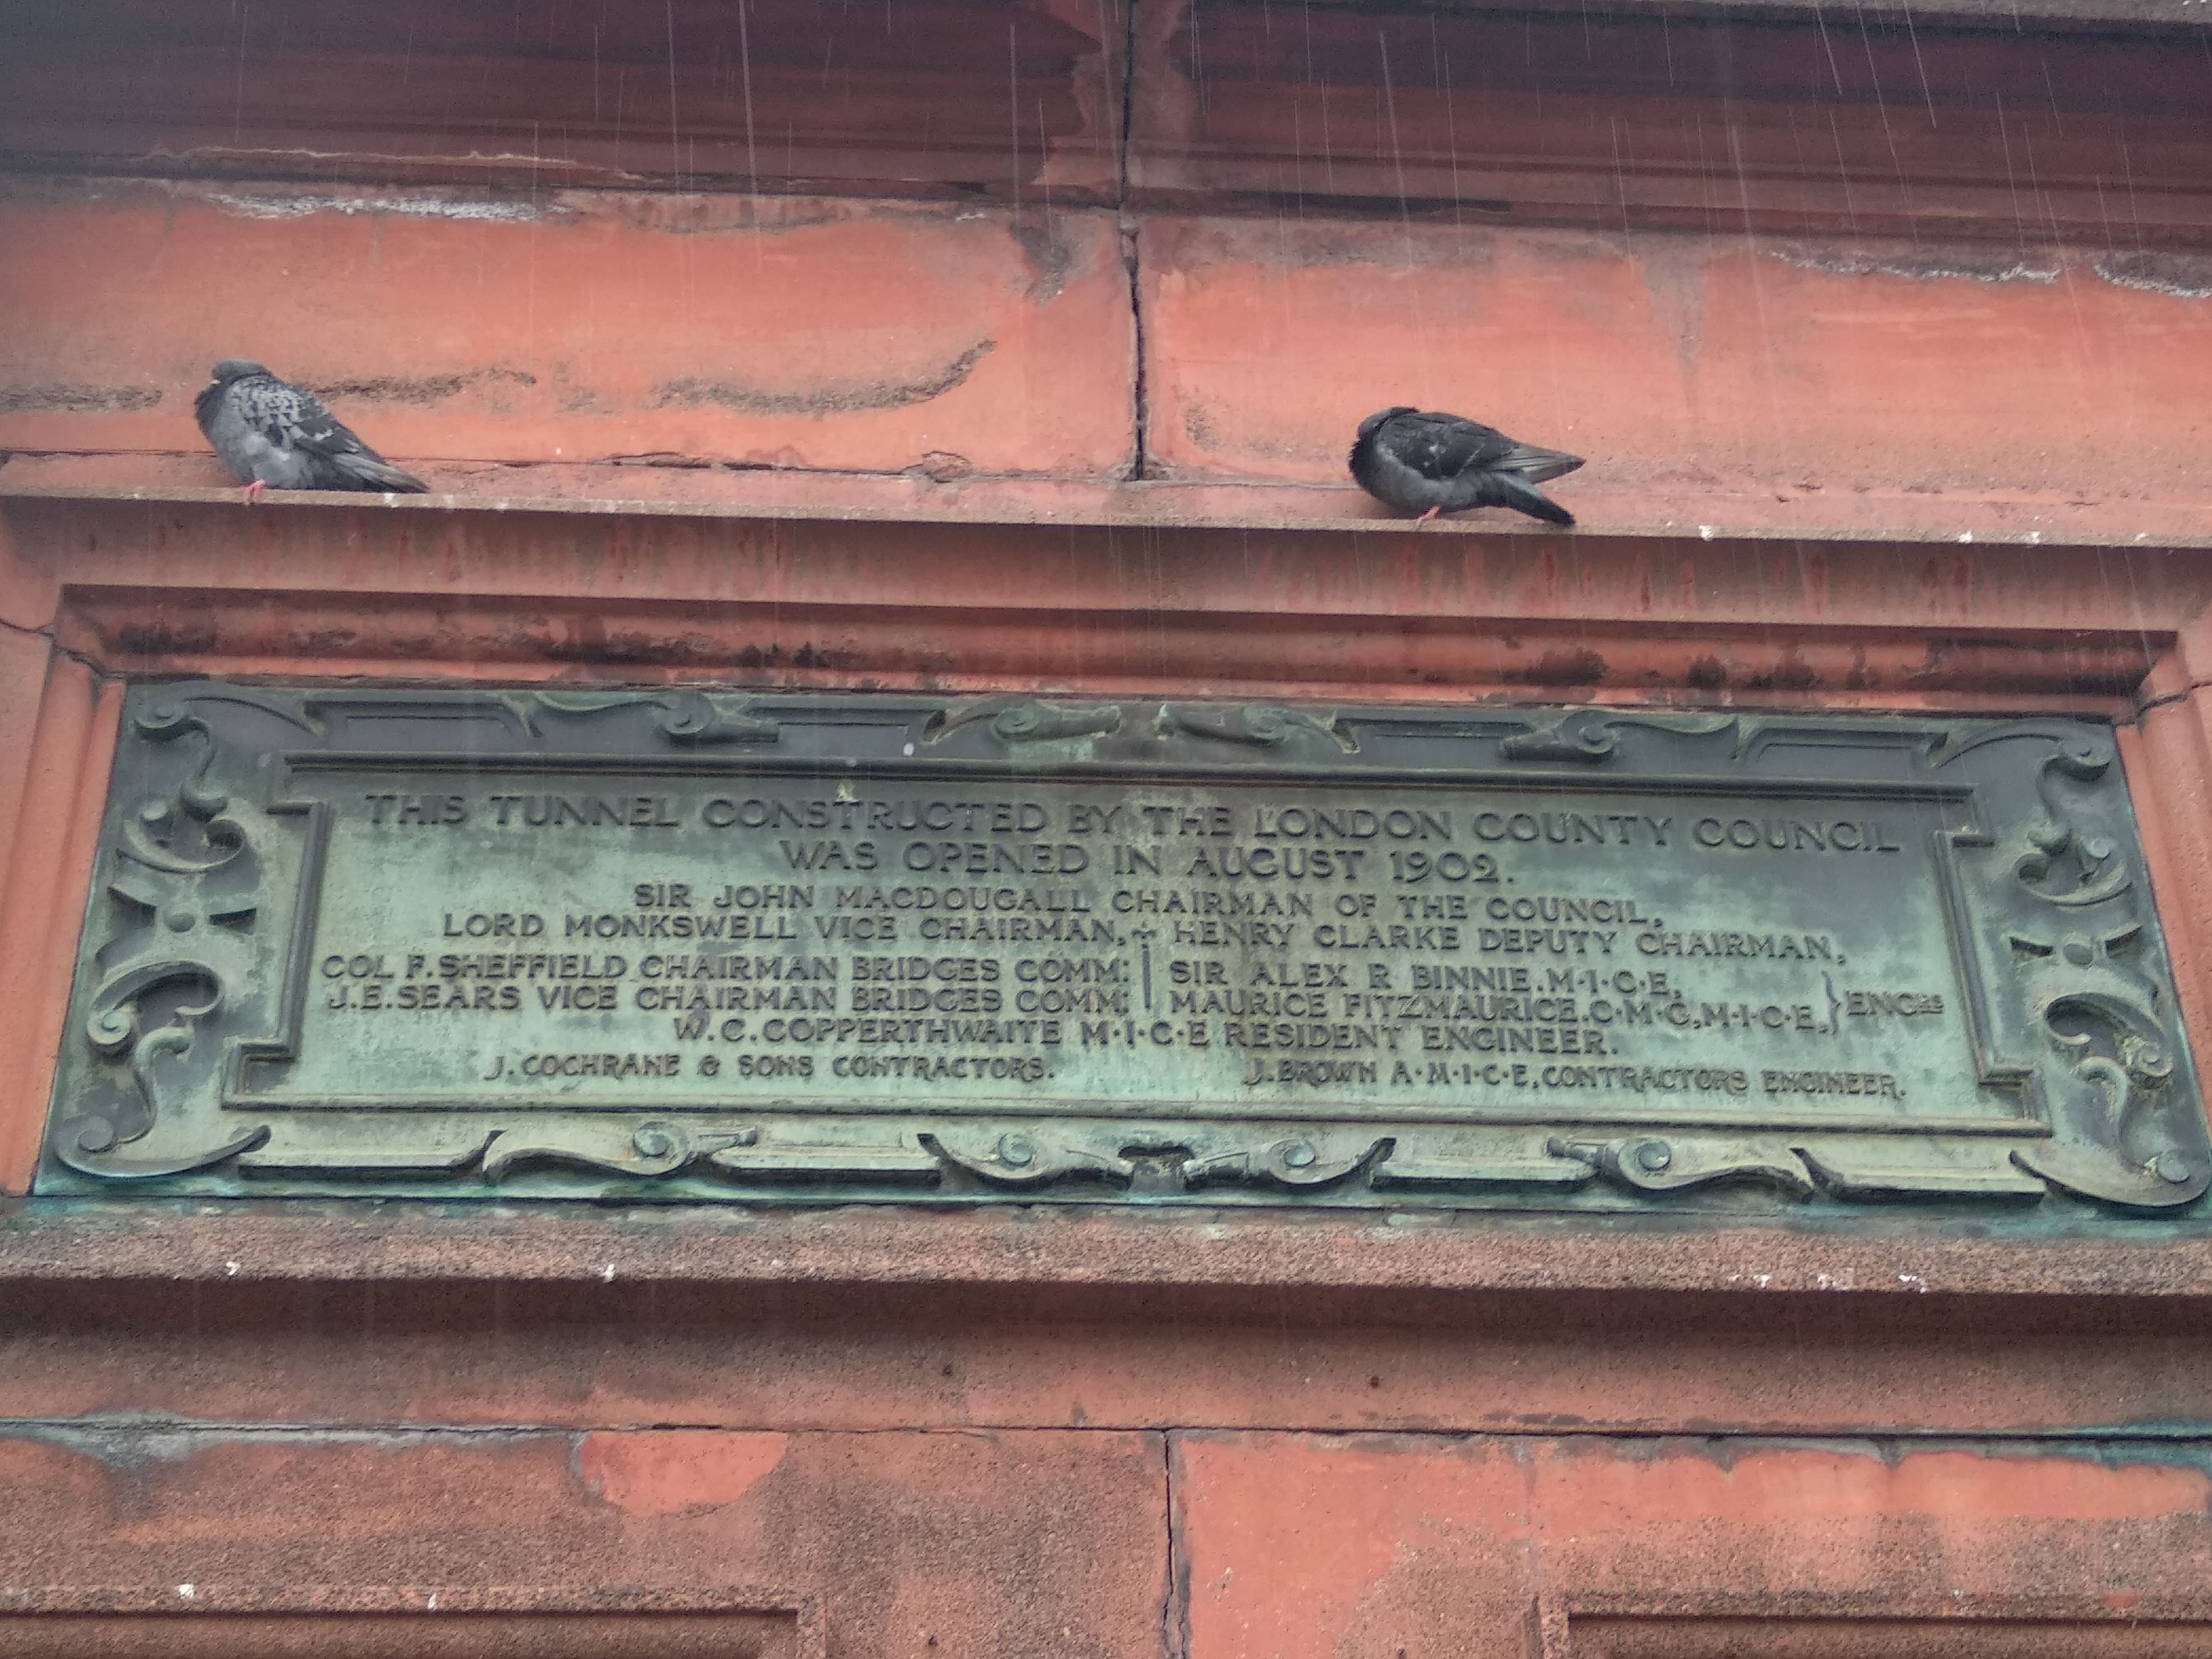 THIS TUNNEL CONSTRUCTED BY THE LONDON COUNTY COUNCIL
WAS OPENED IN AUGUST 1902.
SIR JOHN MACDOUGALL CHAIRMAN OF THE COUNCIL,
LORD MONKSWELL VICE CHAIRMAN, HENRY CLARKE DEPUTY CHAIRMAN,
COL F. SHEFFIELD CHAIRMAN BRIDGES COMM: SIR ALEX R BINNIE. M·I·C·E,
J.E. SEARS VICE CHAIRMAN BRIDGES COMM: MAURICE FITZMAURICE. C·M·G, M·I·C·E, } ENGRS
W.C. COPPERTHWAITE M·I·C·E RESIDENT ENGINEER.
J. COCHRANE & SONS CONTRACTORS. J. BROWN A·M·I·C·E, CONTRACTORS ENGINEER.